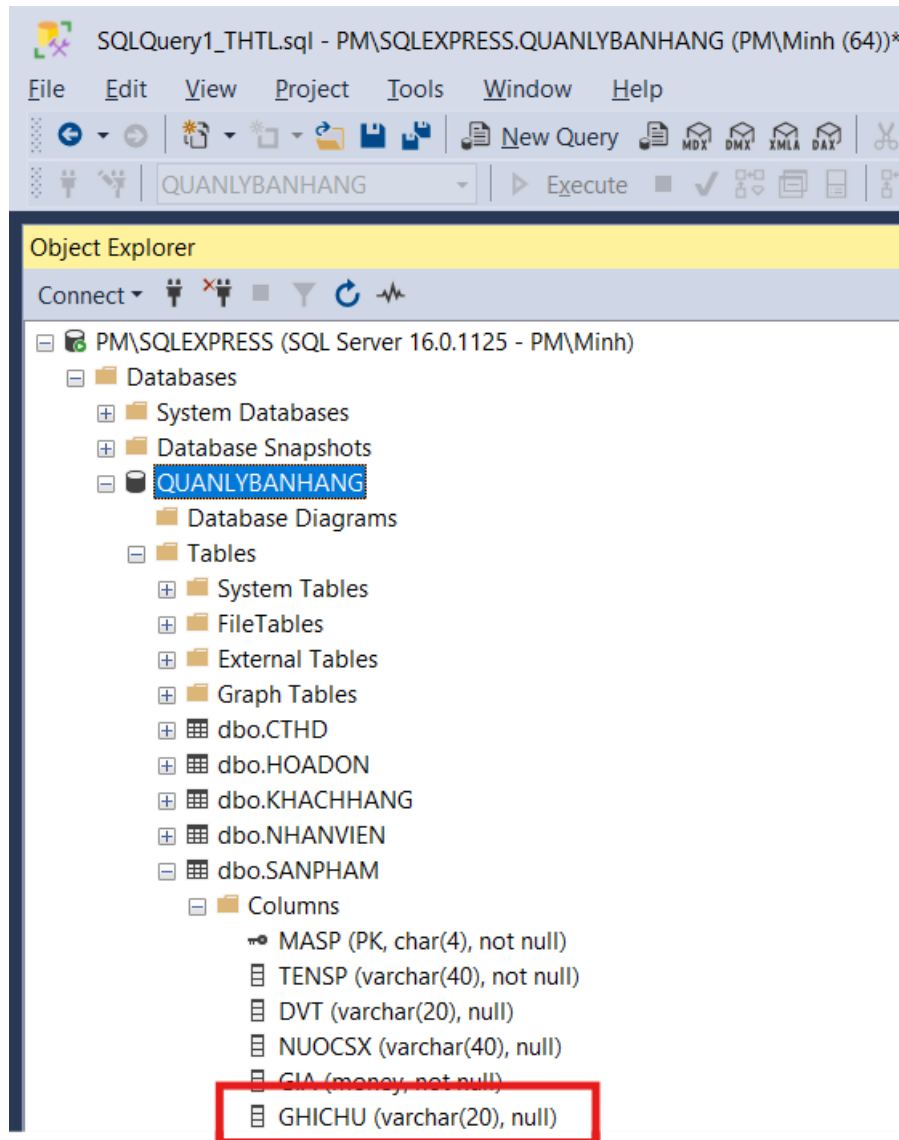 SQLQuery1_THTL.sql - PM\SQLEXPRESS.QUANLYBANHANG (PM\Minh (64))*
File Edit View Project Tools Window Help
New Query MDX DMX XMLA DAX
QUANLYBANHANG Execute
Object Explorer
Connect
PM\SQLEXPRESS (SQL Server 16.0.1125 - PM\Minh)
Databases
System Databases
Database Snapshots
QUANLYBANHANG
Database Diagrams
Tables
System Tables
FileTables
External Tables
Graph Tables
dbo.CTHD
dbo.HOADON
dbo.KHACHHANG
dbo.NHANVIEN
dbo.SANPHAM
Columns
MASP (PK, char(4), not null)
TENSP (varchar(40), not null)
DVT (varchar(20), null)
NUOCSX (varchar(40), null)
GIA (money, not null)
GHICHU (varchar(20), null)